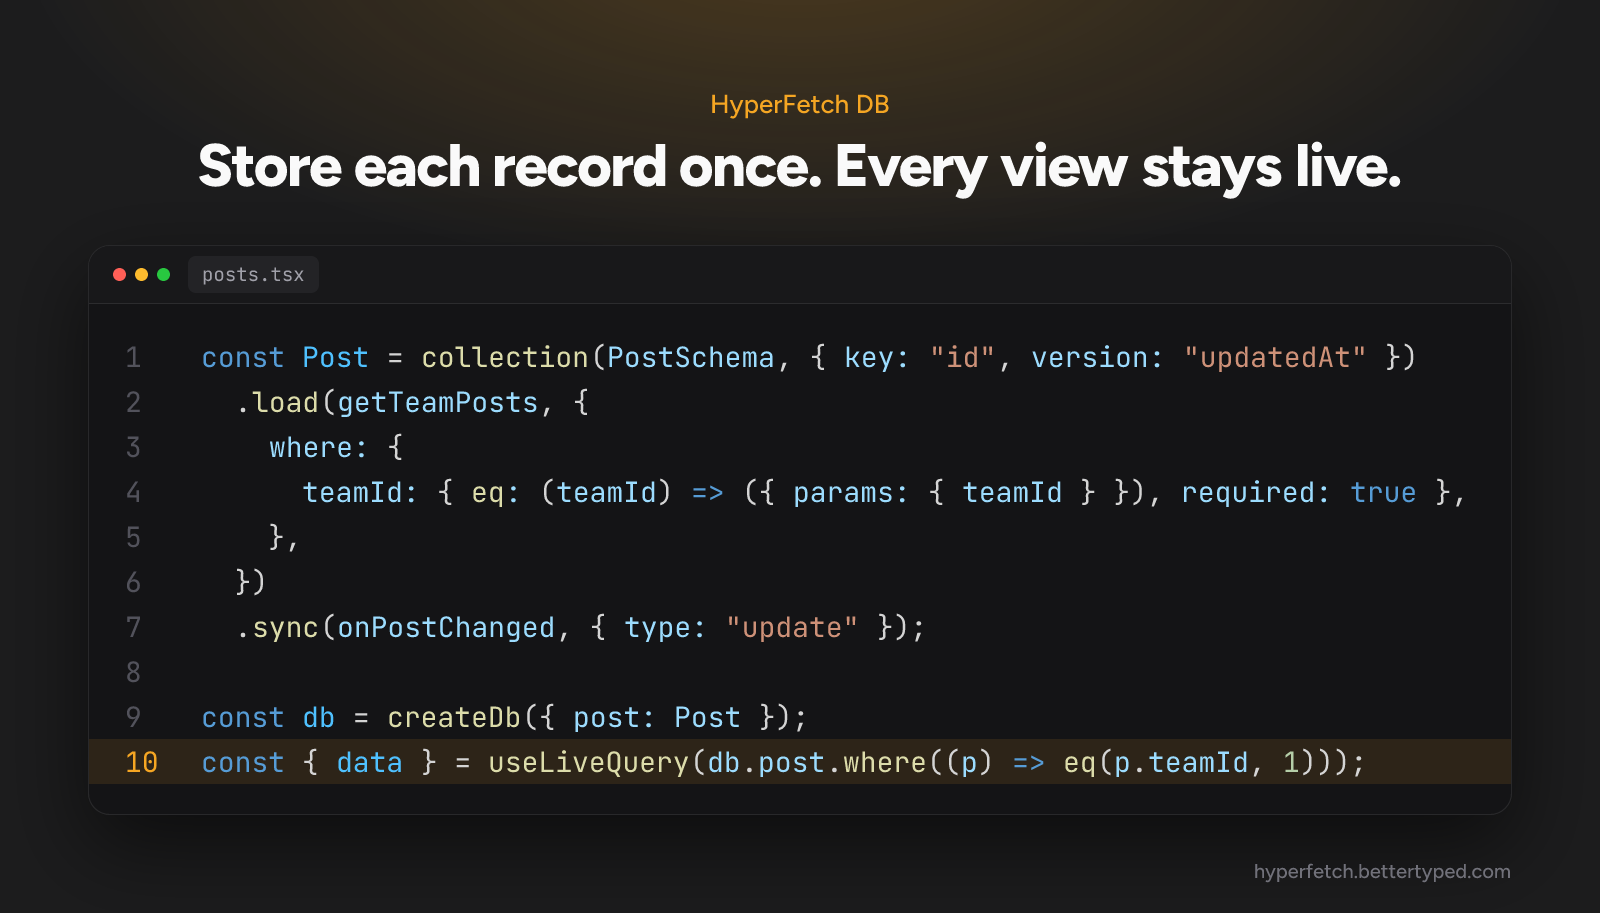 HyperFetch DB
Store each record once. Every view stays live.
posts.tsx
1 const Post = collection(PostSchema, { key: "id", version: "updatedAt" })
2   .load(getTeamPosts, {
3     where: {
4       teamId: { eq: (teamId) => ({ params: { teamId } }), required: true },
5     },
6   })
7   .sync(onPostChanged, { type: "update" });
8
9 const db = createDb({ post: Post });
10 const { data } = useLiveQuery(db.post.where((p) => eq(p.teamId, 1)));
hyperfetch.bettertyped.com